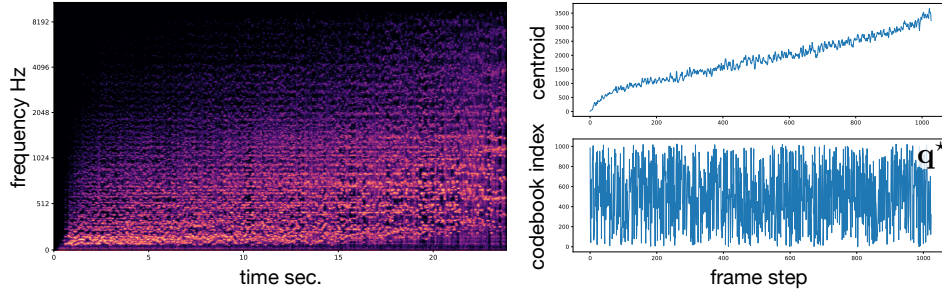 frequency Hz
8192
4096
2048
1024
512
0
0 5 10 15 20
time sec.
centroid
3500
3000
2500
2000
1500
1000
500
0
0 200 400 600 800 1000
codebook index
1000
800
600
400
200
0
q*
0 200 400 600 800 1000
frame step